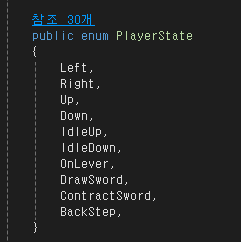 참조 30개
public enum PlayerState
{
Left,
Right,
Up,
Down,
IdleUp,
IdleDown,
OnLever,
DrawSword,
ContractSword,
BackStep,
}